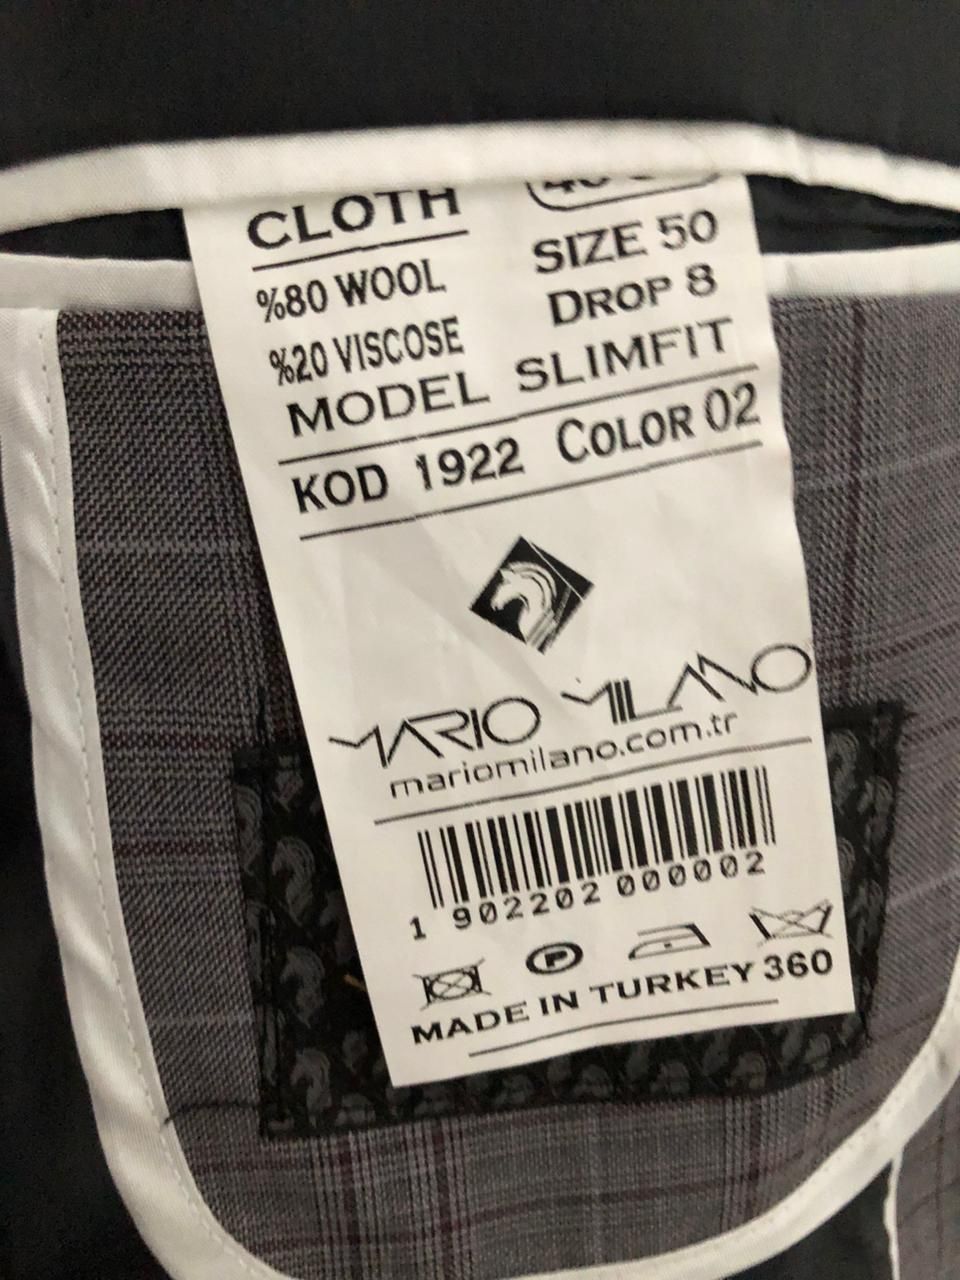 CLOTH
%80 WOOL
%20 VISCOSE
SIZE 50
DROP 8
MODEL SLIMFIT
KOD 1922 COLOR 02
MARIO MILANO
mariomilano.com.tr
1 902202 000002
P
MADE IN TURKEY 360